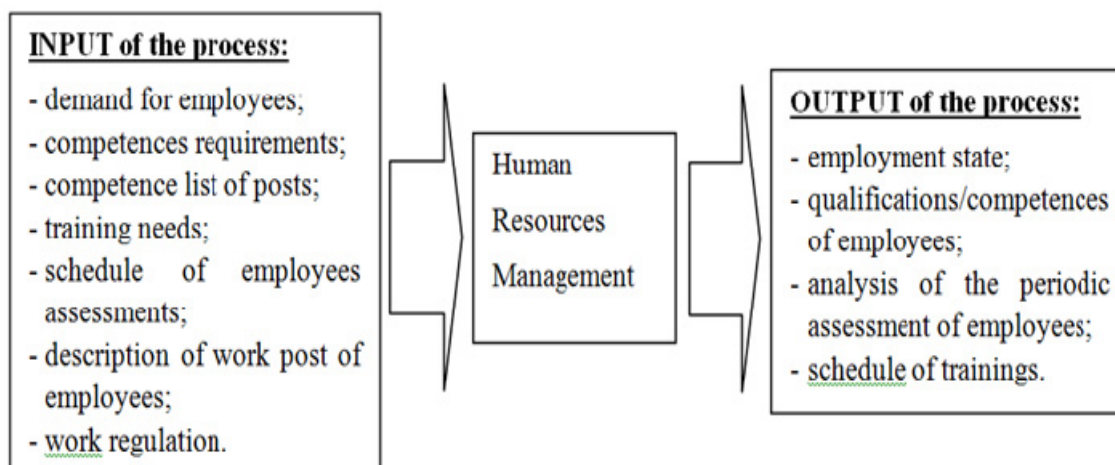 INPUT of the process:
- demand for employees;
- competences requirements;
- competence list of posts;
- training needs;
- schedule of employees
assessments;
- description of work post of
employees;
- work regulation.
Human
Resources
Management
OUTPUT of the process:
- employment state;
- qualifications/competences
of employees;
- analysis of the periodic
assessment of employees;
- schedule of trainings.